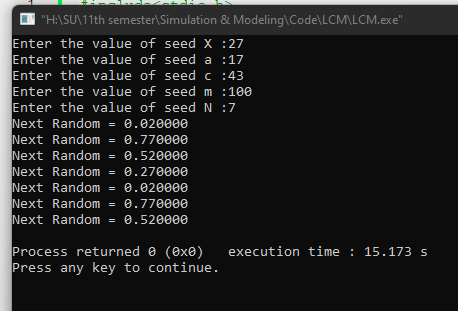 1 #include<stdio.h>
"H:\SU\11th semester\Simulation & Modeling\Code\LCM\LCM.exe"
Enter the value of seed X :27
Enter the value of seed a :17
Enter the value of seed c :43
Enter the value of seed m :100
Enter the value of seed N :7
Next Random = 0.020000
Next Random = 0.770000
Next Random = 0.520000
Next Random = 0.270000
Next Random = 0.020000
Next Random = 0.770000
Next Random = 0.520000
Process returned 0 (0x0)   execution time : 15.173 s
Press any key to continue.